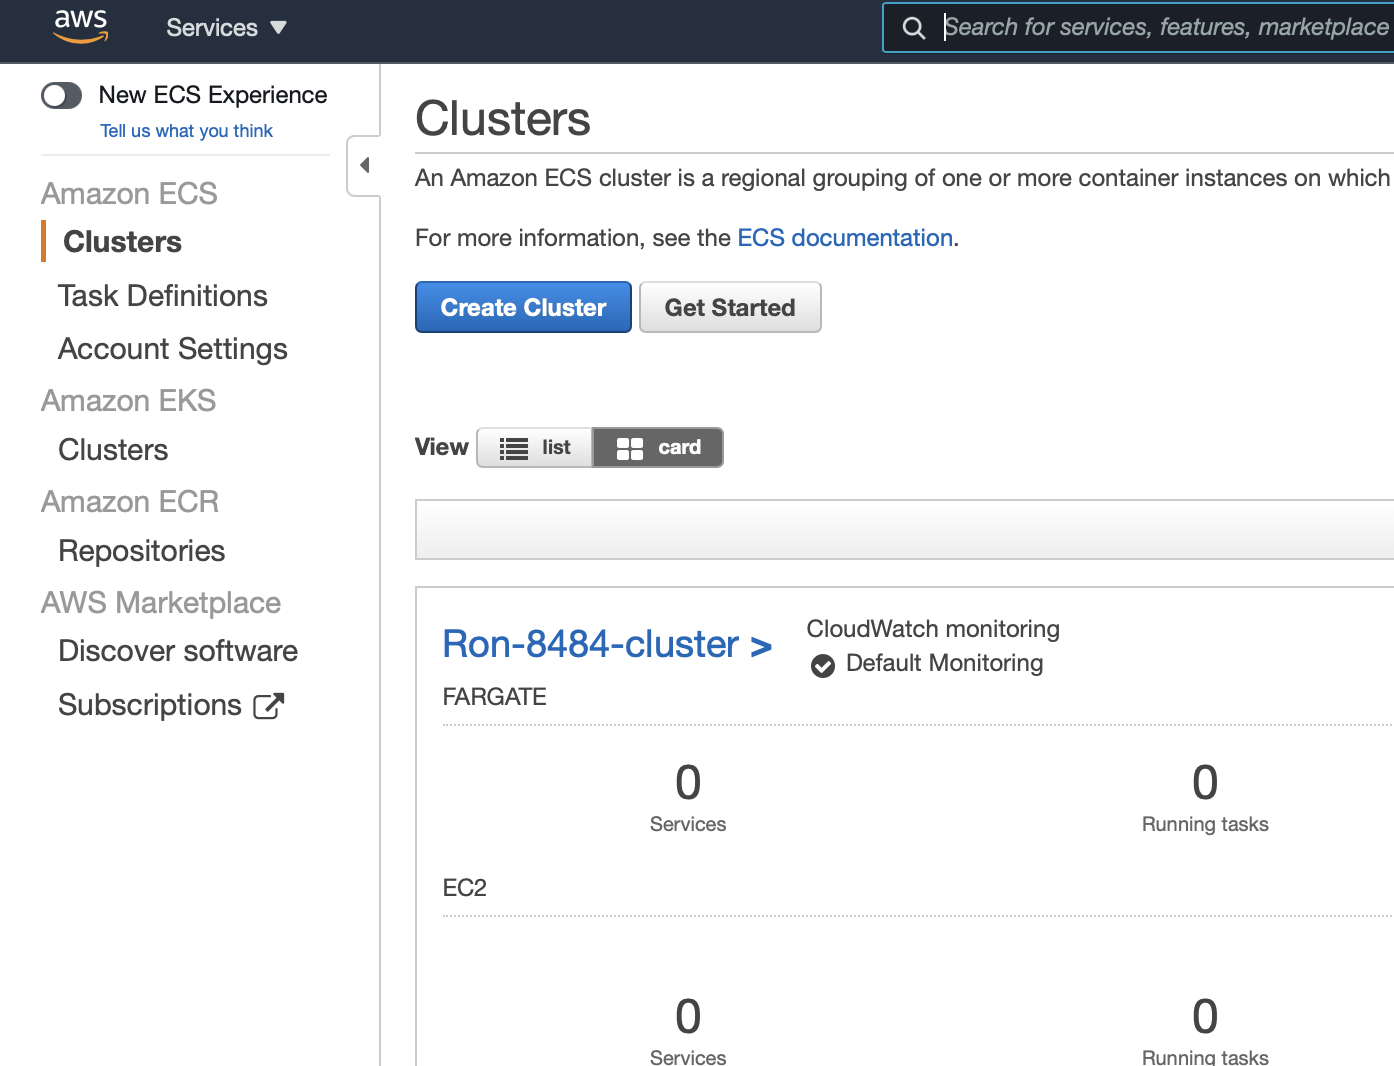 aws
Services
Search for services, features, marketplace
New ECS Experience
Tell us what you think
Amazon ECS
Clusters
Task Definitions
Account Settings
Amazon EKS
Clusters
Amazon ECR
Repositories
AWS Marketplace
Discover software
Subscriptions
Clusters
An Amazon ECS cluster is a regional grouping of one or more container instances on which
For more information, see the ECS documentation.
Create Cluster
Get Started
View list card
Ron-8484-cluster >
CloudWatch monitoring
Default Monitoring
FARGATE
0
Services
0
Running tasks
EC2
0
Services
0
Running tasks